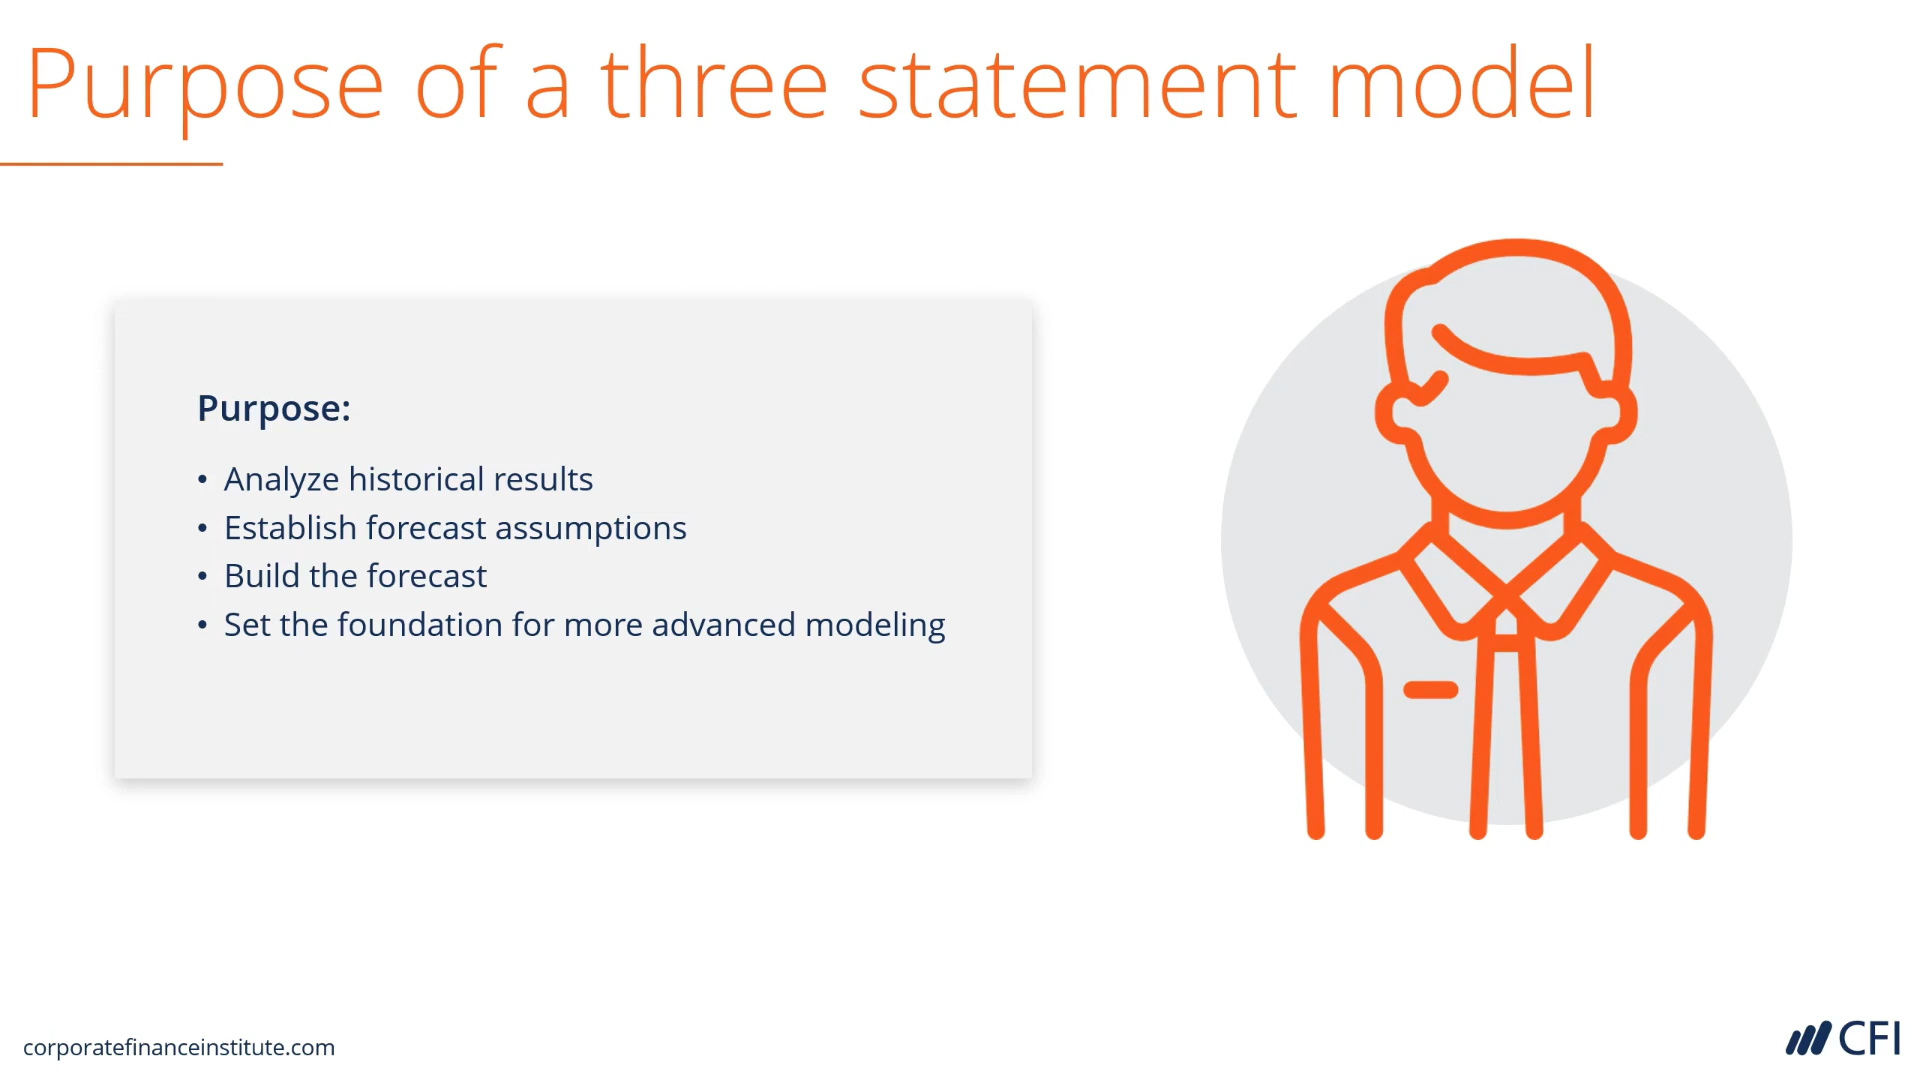 Purpose of a three statement model
Purpose:
• Analyze historical results
• Establish forecast assumptions
• Build the forecast
• Set the foundation for more advanced modeling
corporatefinanceinstitute.com
CFI